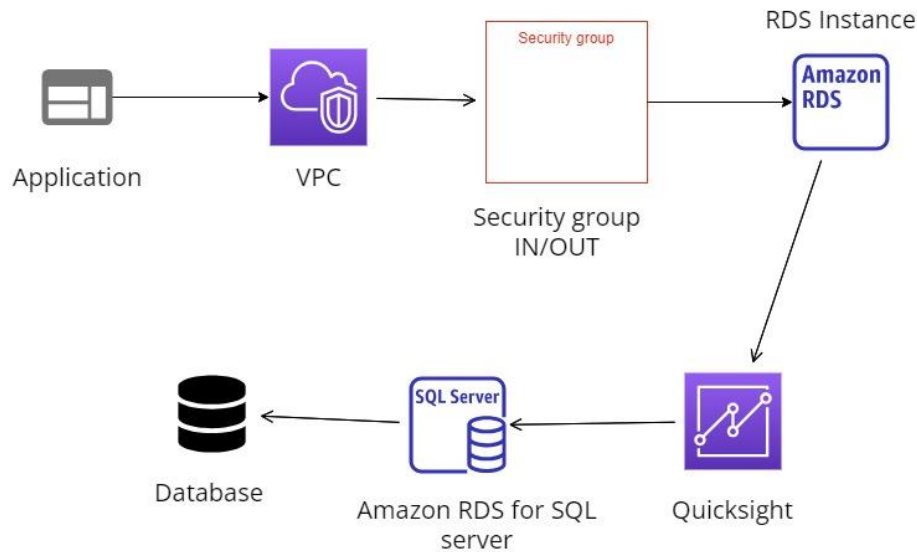 RDS Instance
Security group
Amazon
RDS
Application
VPC
Security group
IN/OUT
SQL Server
Database
Amazon RDS for SQL
server
Quicksight